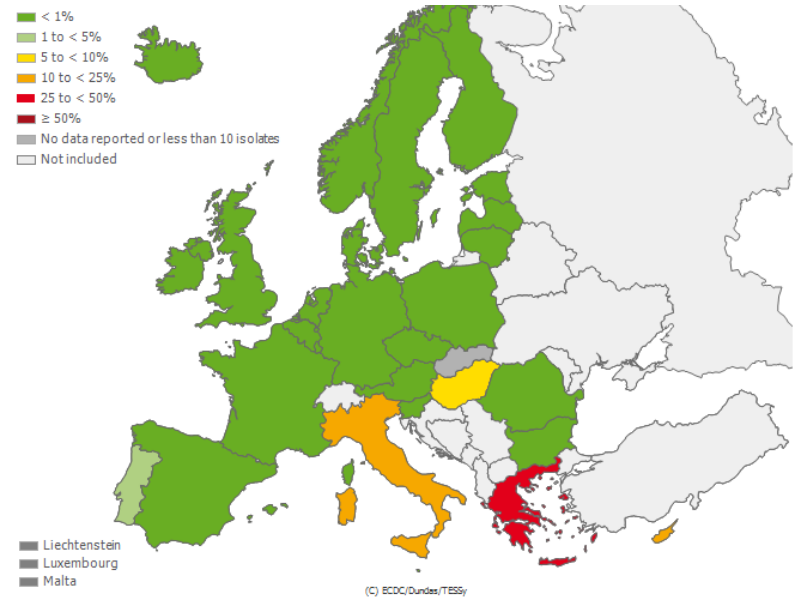 < 1%
1 to < 5%
5 to < 10%
10 to < 25%
25 to < 50%
≥ 50%
No data reported or less than 10 isolates
Not included
Liechtenstein
Luxembourg
Malta
(C) ECDC/Dundas/TESSy